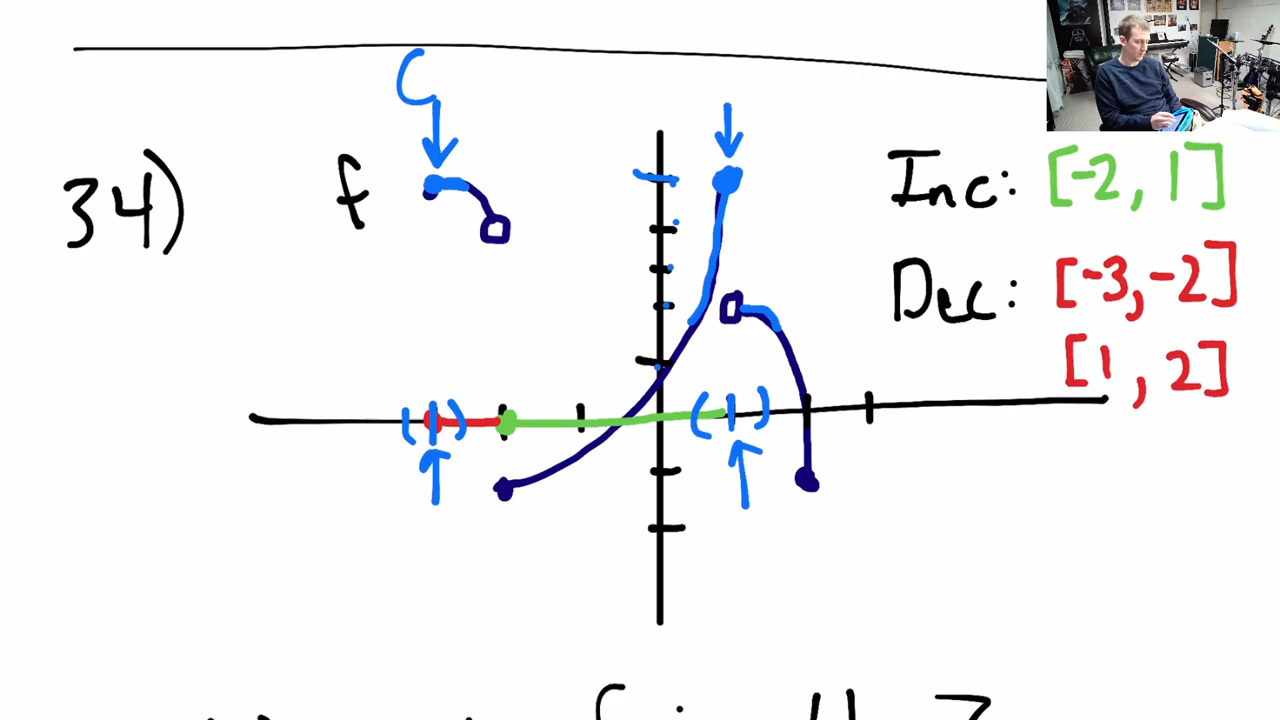 34) f Inc: [-2, 1]
Dec: [-3, -2]
[1, 2]